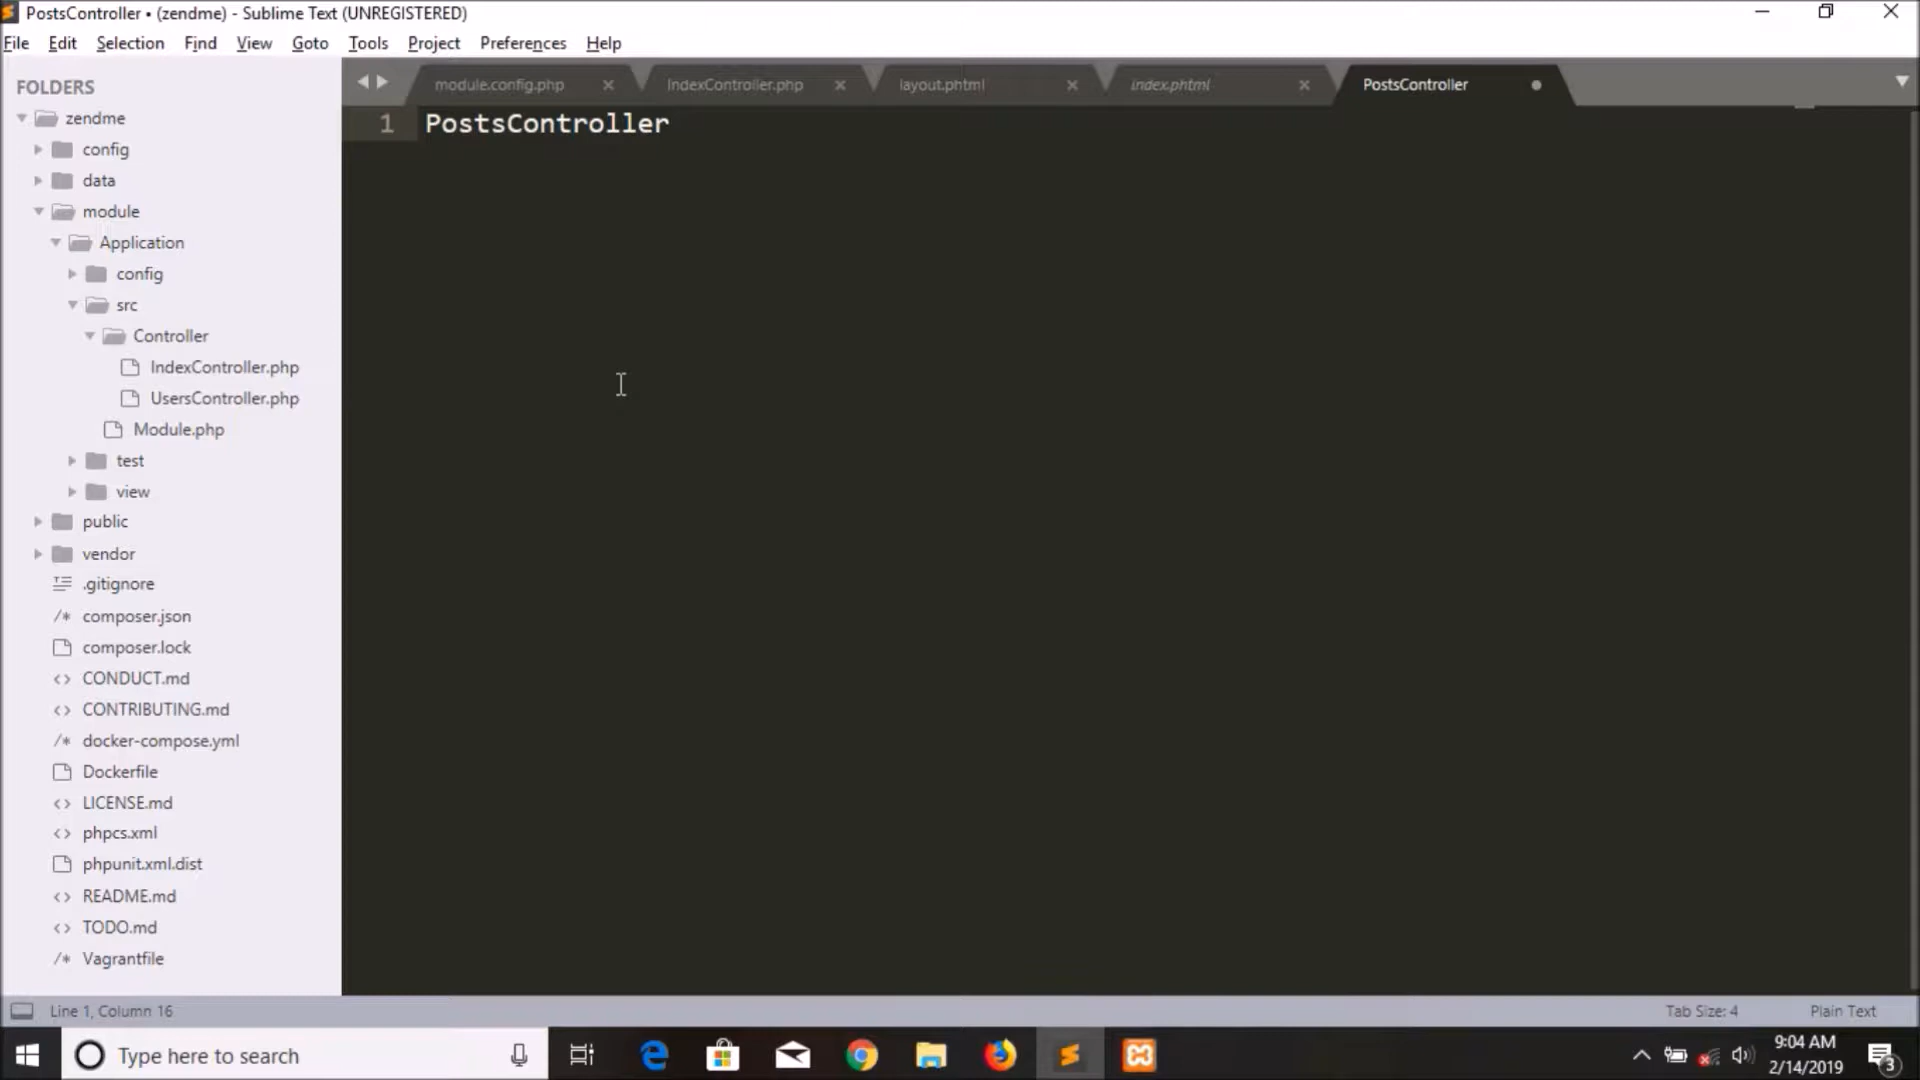 PostsController • (zendme) - Sublime Text (UNREGISTERED)
File Edit Selection Find View Goto Tools Project Preferences Help
FOLDERS
zendme
config
data
module
Application
config
src
Controller
IndexController.php
UsersController.php
Module.php
test
view
public
vendor
.gitignore
/* composer.json
composer.lock
<> CONDUCT.md
<> CONTRIBUTING.md
/* docker-compose.yml
Dockerfile
<> LICENSE.md
<> phpcs.xml
phpunit.xml.dist
<> README.md
<> TODO.md
/* Vagrantfile
module.config.php IndexController.php layout.phtml index.phtml PostsController
1 PostsController
Line 1, Column 16 Tab Size: 4 Plain Text
Type here to search
9:04 AM
2/14/2019
3